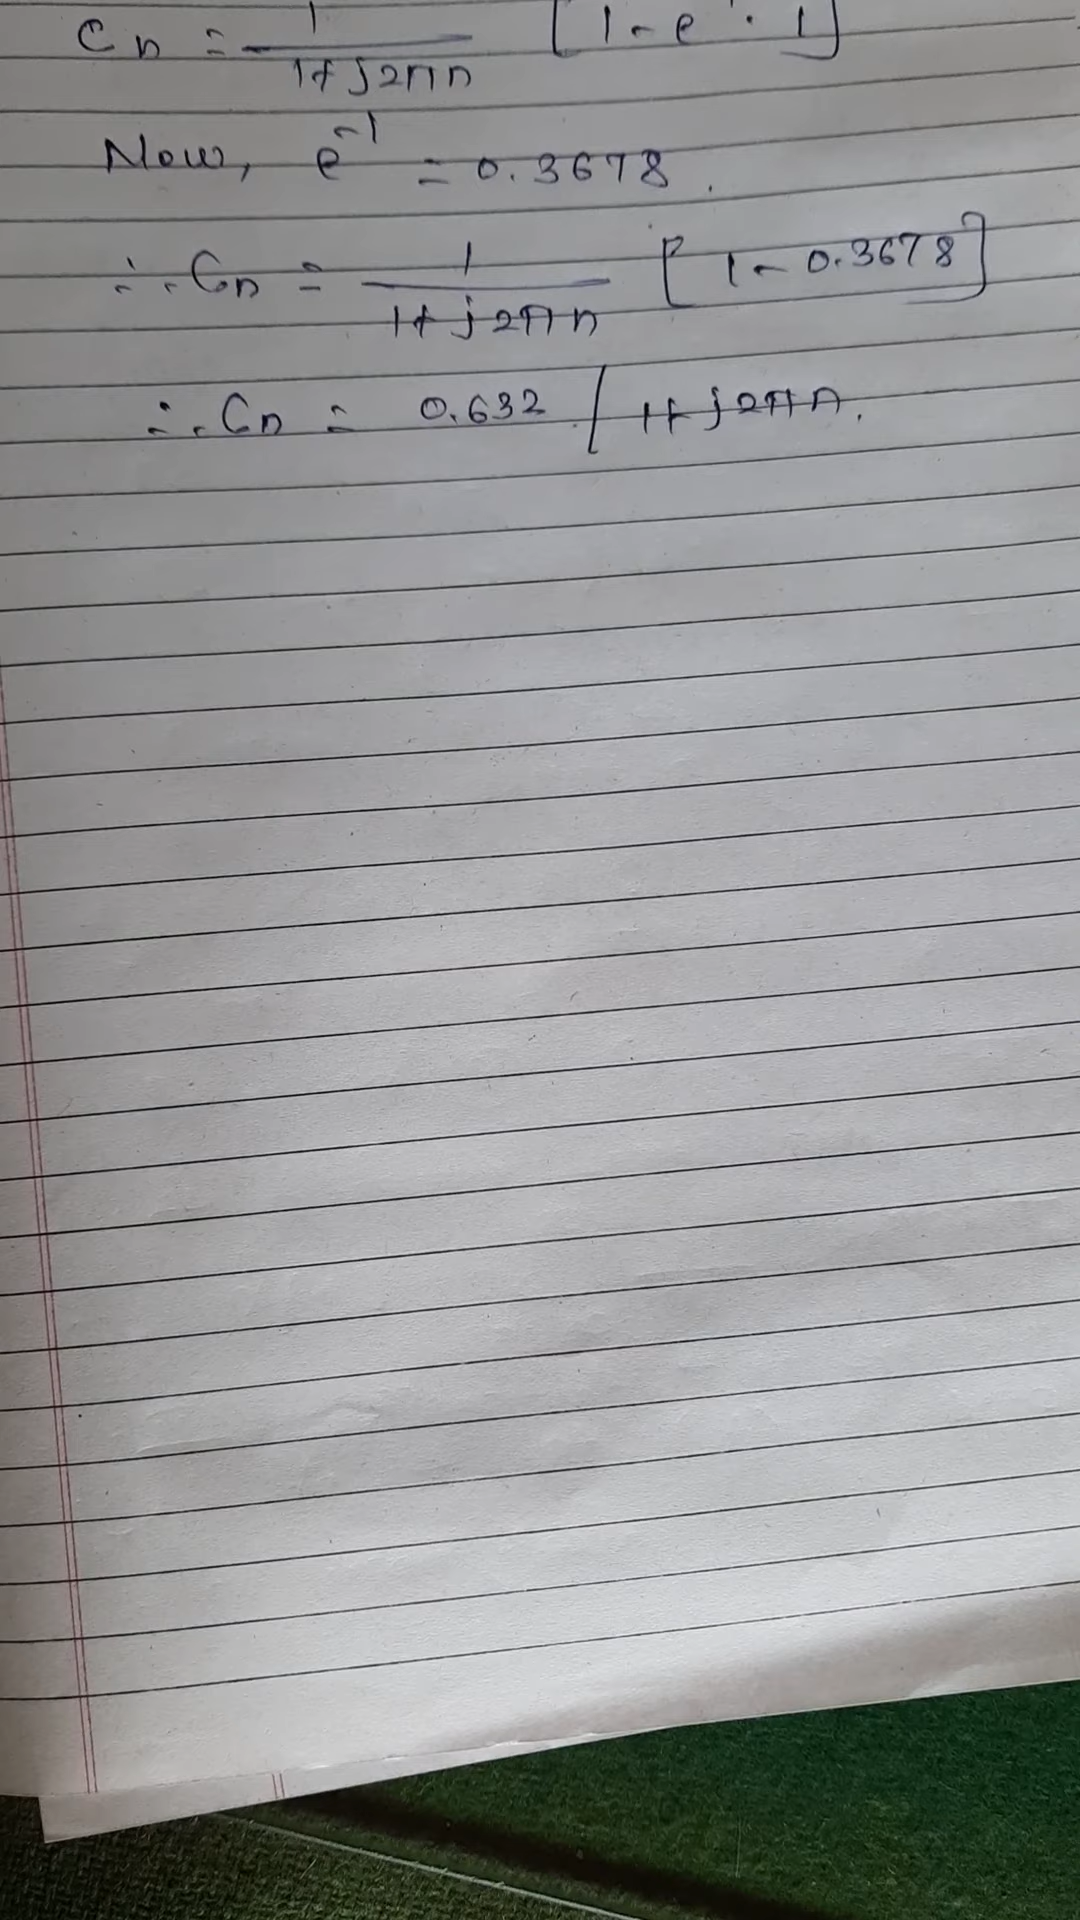 Cn = 1 / 1+j2πn [1-e . 1]
Now, e^-1 = 0.3678.
∴ Cn = 1 / 1+j2πn [1-0.3678]
∴ Cn = 0.632 / 1+j2πn.